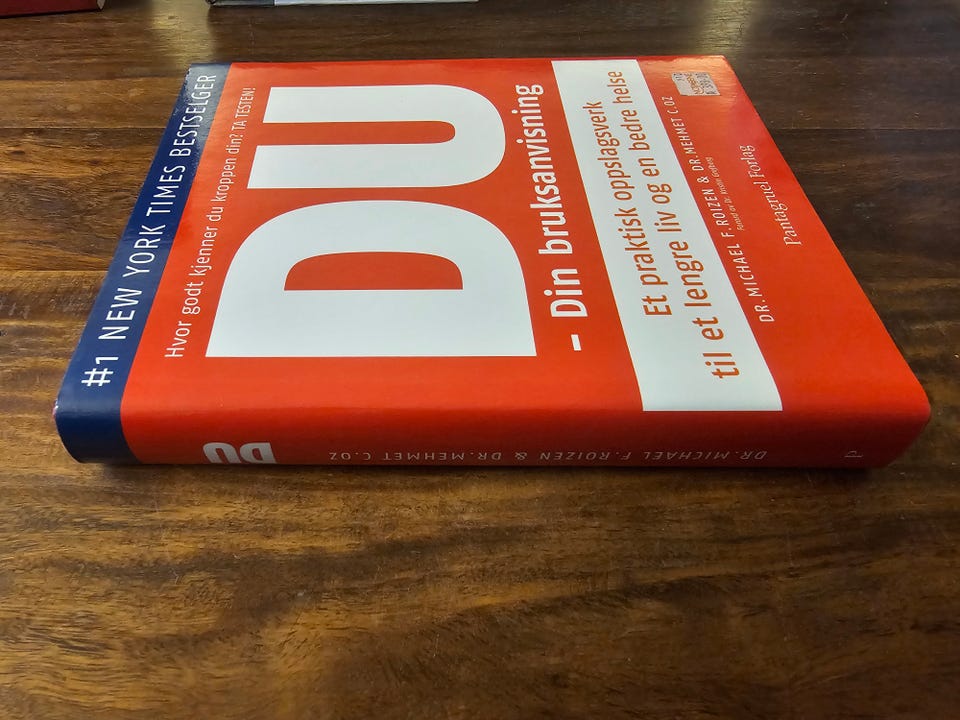 #1 NEW YORK TIMES BESTSELGER
Hvor godt kjenner du kroppen din? TA TESTEN!
DU
– Din bruksanvisning
Et praktisk oppslagsverk
til et lengre liv og en bedre helse
DR. MICHAEL F. ROIZEN & DR. MEHMET C. OZ
Pantagruel Forlag
DU
DR. MICHAEL F. ROIZEN & DR. MEHMET C. OZ